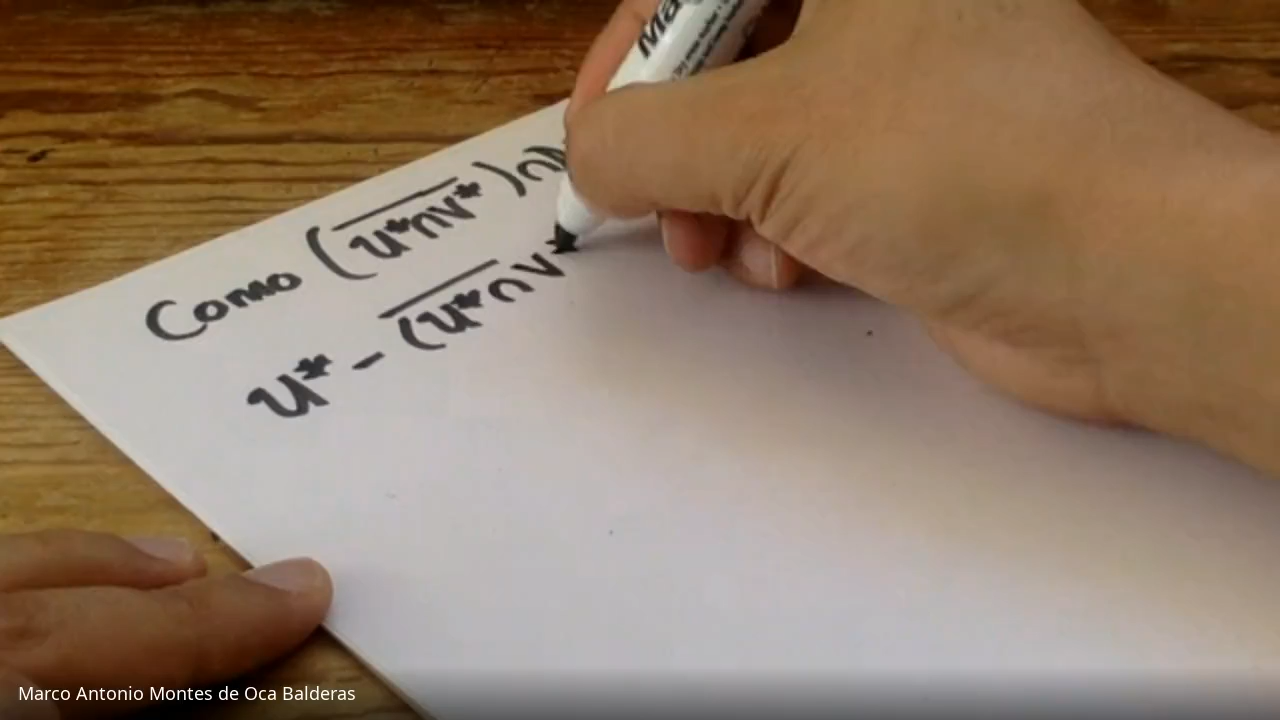 Como (U*∩V*)∩
U* - (U*∩V*
Marco Antonio Montes de Oca Balderas